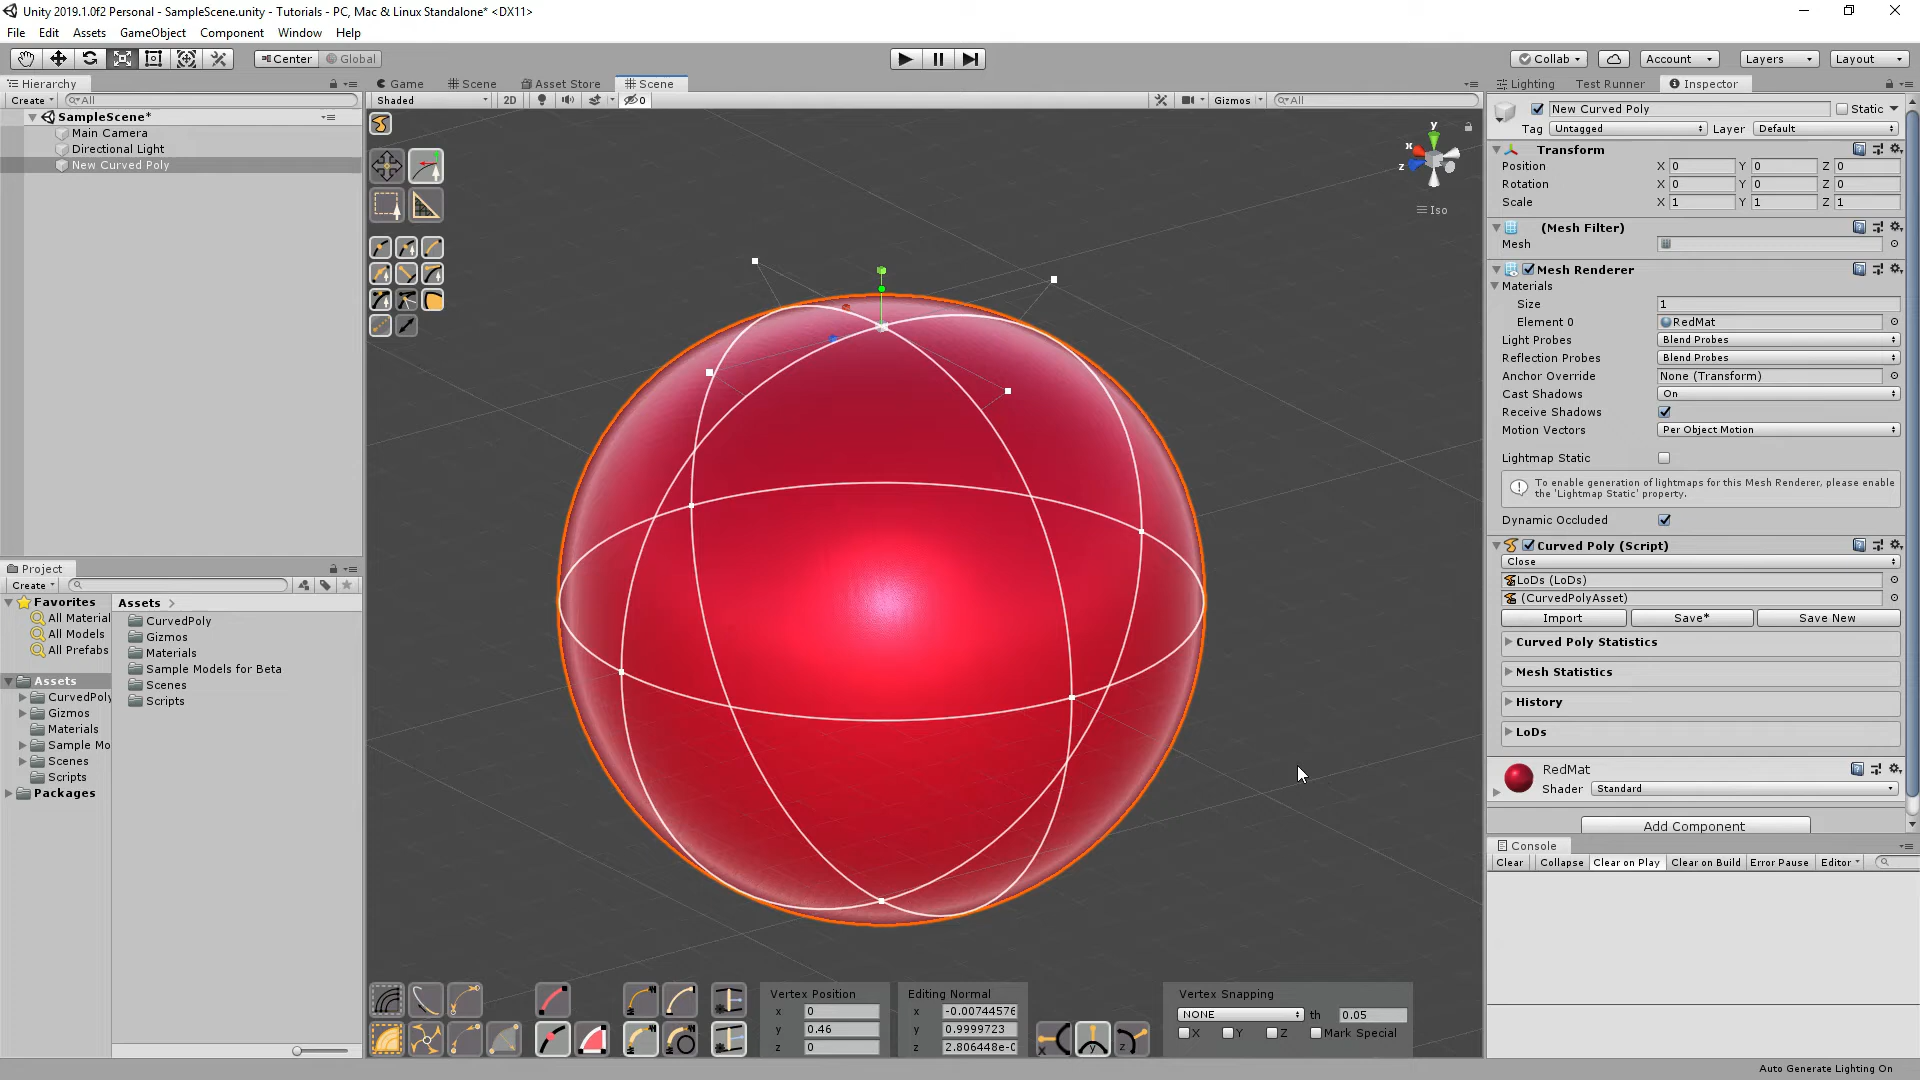 Unity 2019.1.0f2 Personal - SampleScene.unity - Tutorials - PC, Mac & Linux Standalone* <DX11>
File Edit Assets GameObject Component Window Help
Center Global
Collab Account Layers Layout
Hierarchy
Create All
SampleScene*
Main Camera
Directional Light
New Curved Poly
Game Scene Asset Store Scene
Shaded 2D 0 Gizmos All
y
x
z
Iso
Project
Create
Favorites
All Material
All Models
All Prefabs
Assets
CurvedPoly
Gizmos
Materials
Sample Mo
Scenes
Scripts
Packages
Assets
CurvedPoly
Gizmos
Materials
Sample Models for Beta
Scenes
Scripts
Vertex Position
x 0
y 0.46
z 0
Editing Normal
x -0.00744576
y 0.9999723
z 2.806448e-0
x y z
Vertex Snapping
NONE th 0.05
X Y Z Mark Special
Lighting Test Runner Inspector
New Curved Poly Static
Tag Untagged Layer Default
Transform
Position X 0 Y 0 Z 0
Rotation X 0 Y 0 Z 0
Scale X 1 Y 1 Z 1
(Mesh Filter)
Mesh
Mesh Renderer
Materials
Size 1
Element 0 RedMat
Light Probes Blend Probes
Reflection Probes Blend Probes
Anchor Override None (Transform)
Cast Shadows On
Receive Shadows
Motion Vectors Per Object Motion
Lightmap Static
To enable generation of lightmaps for this Mesh Renderer, please enable
the 'Lightmap Static' property.
Dynamic Occluded
Curved Poly (Script)
Close
LoDs (LoDs)
(CurvedPolyAsset)
Import Save* Save New
Curved Poly Statistics
Mesh Statistics
History
LoDs
RedMat
Shader Standard
Add Component
Console
Clear Collapse Clear on Play Clear on Build Error Pause Editor
Auto Generate Lighting On